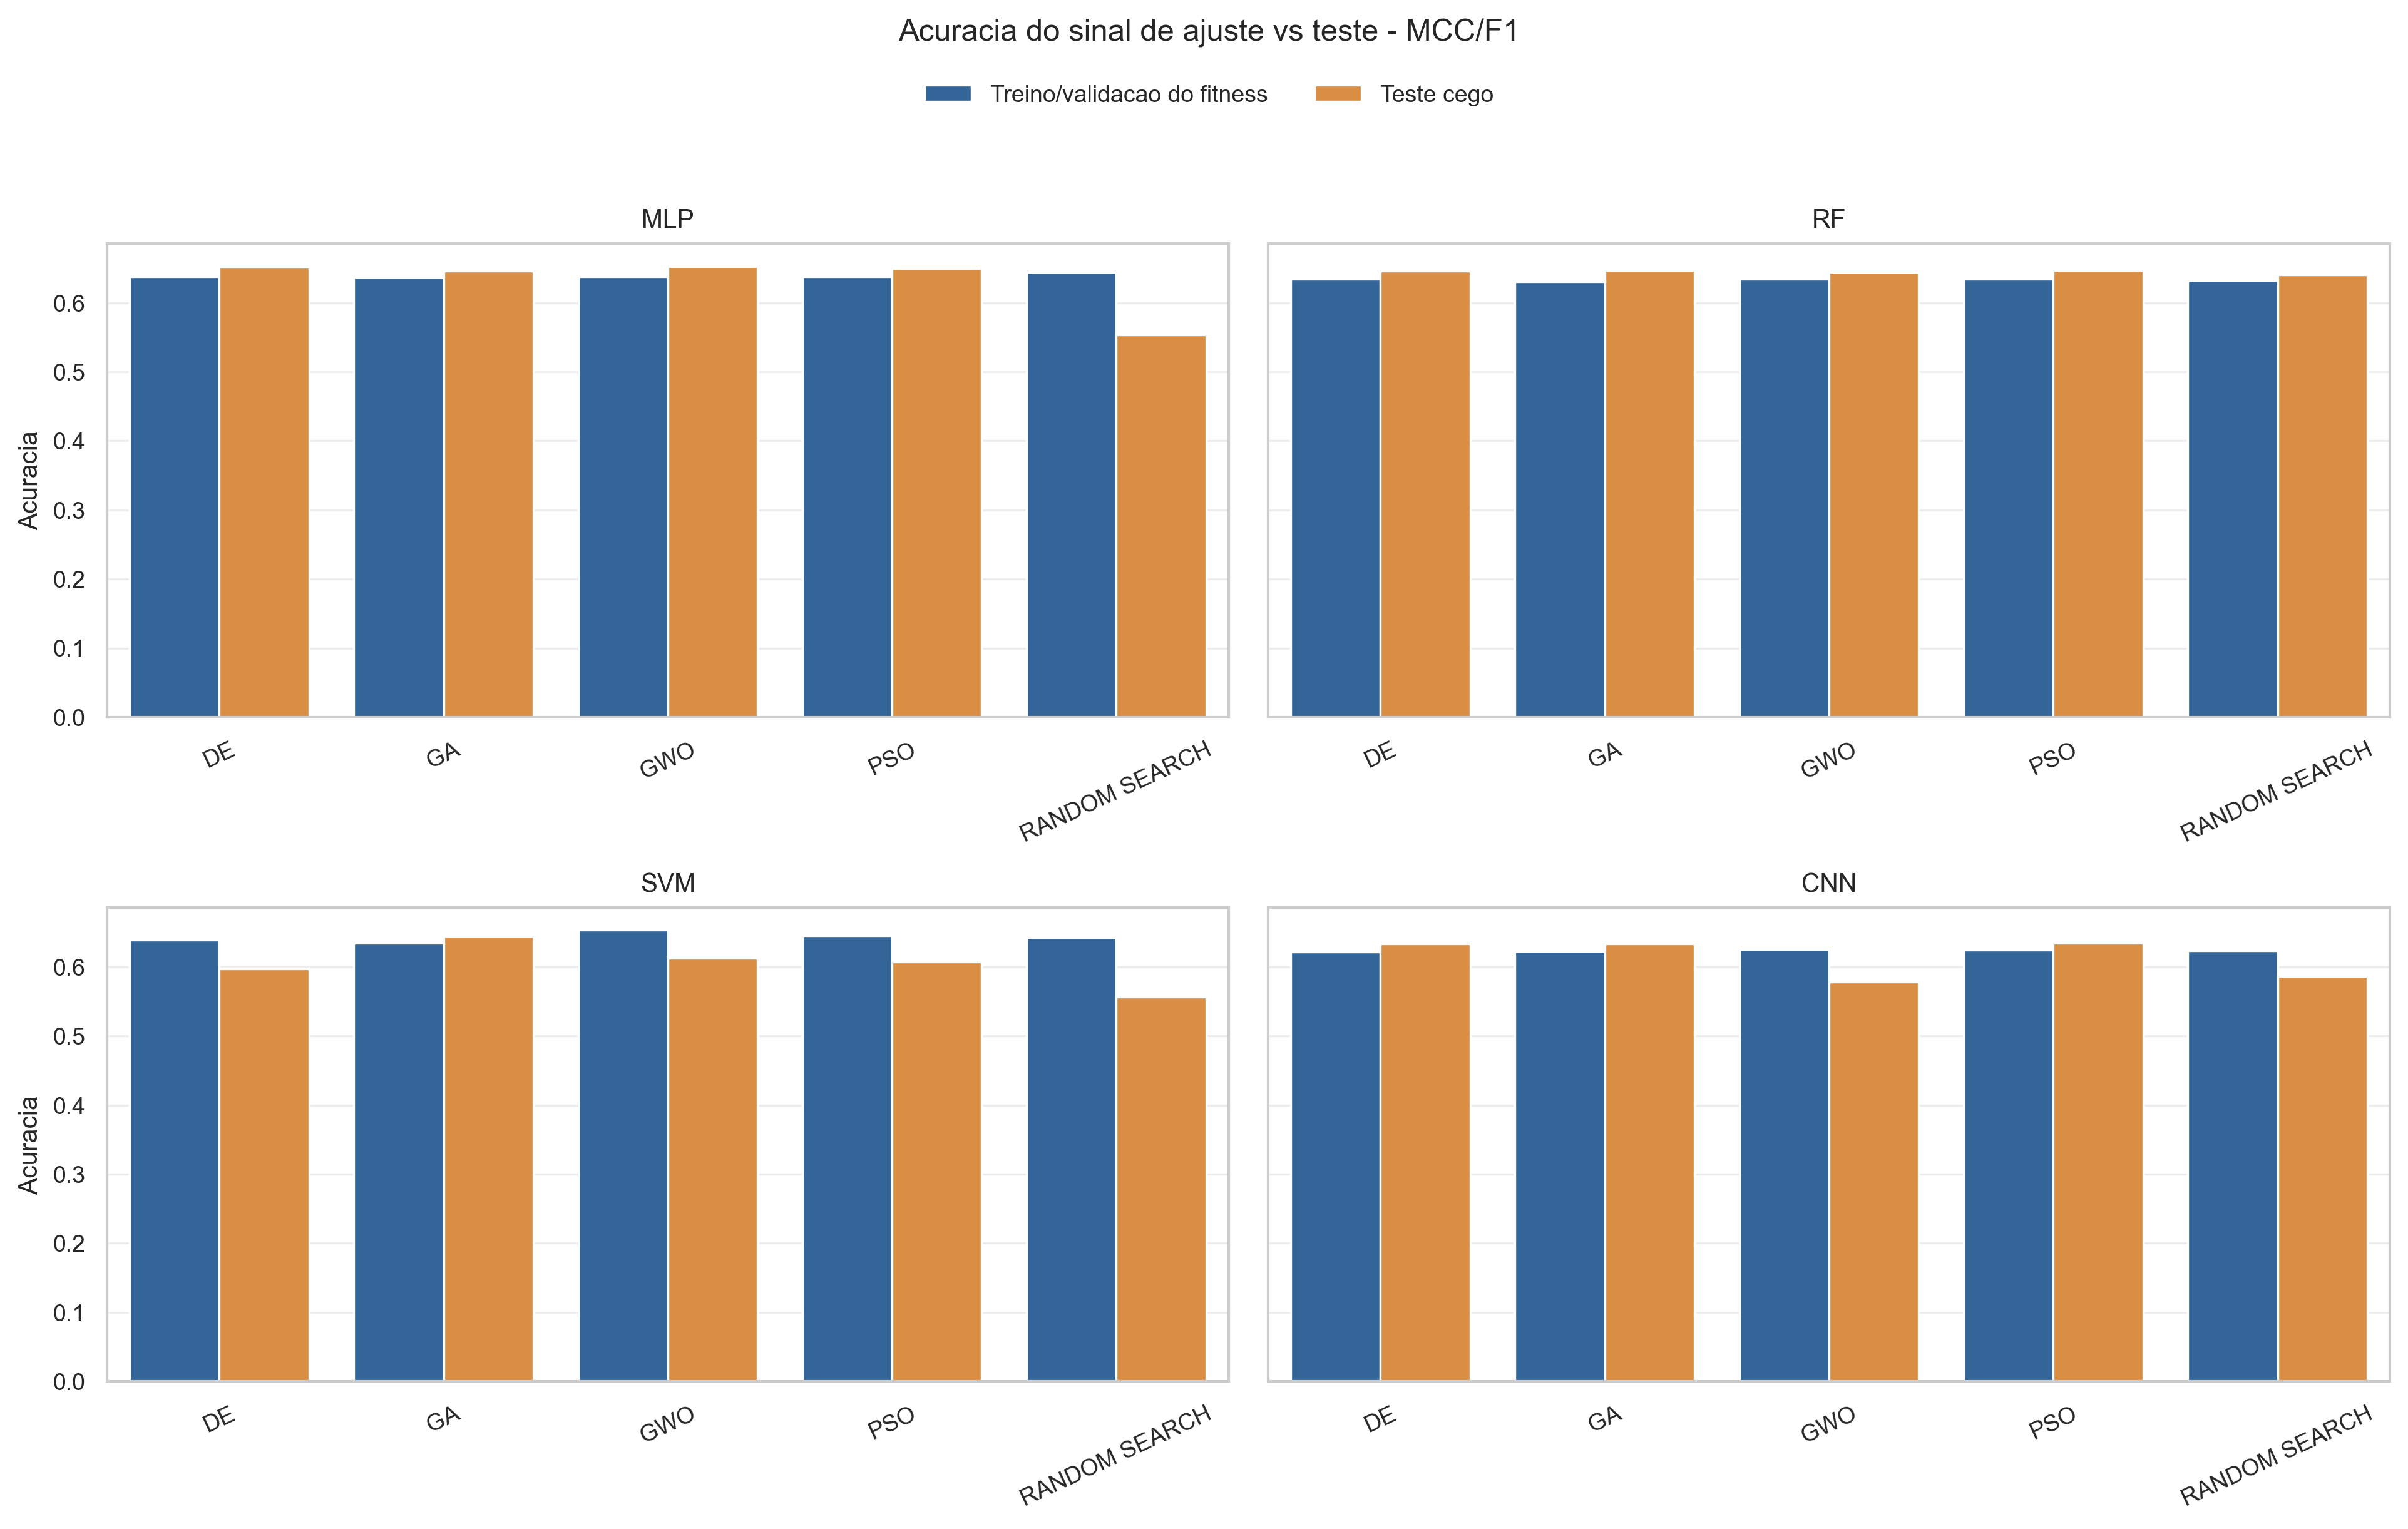 Acuracia do sinal de ajuste vs teste - MCC/F1
Treino/validacao do fitness
Teste cego
MLP
Acuracia
0.6
0.5
0.4
0.3
0.2
0.1
0.0
DE
GA
GWO
PSO
RANDOM SEARCH
RF
DE
GA
GWO
PSO
RANDOM SEARCH
SVM
Acuracia
0.6
0.5
0.4
0.3
0.2
0.1
0.0
DE
GA
GWO
PSO
RANDOM SEARCH
CNN
DE
GA
GWO
PSO
RANDOM SEARCH